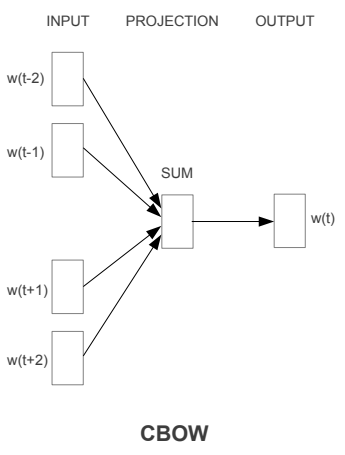 INPUT PROJECTION OUTPUT
w(t-2)
w(t-1)
SUM
w(t)
w(t+1)
w(t+2)
CBOW